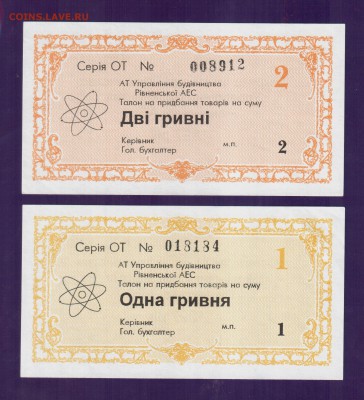 COINS.LAVE.RU
Серія ОТ № 008912
2
АТ Управління будівництва
Рівненської АЕС
Талон на придбання товарів на суму
Дві гривні
Керівник м.п.
Гол. бухгалтер 2
Серія ОТ № 018134
1
АТ Управління будівництво
Рівненської АЕС
Талон на придбання товарів на суму
Одна гривня
Керівник м.п.
Гол. бухгалтер 1